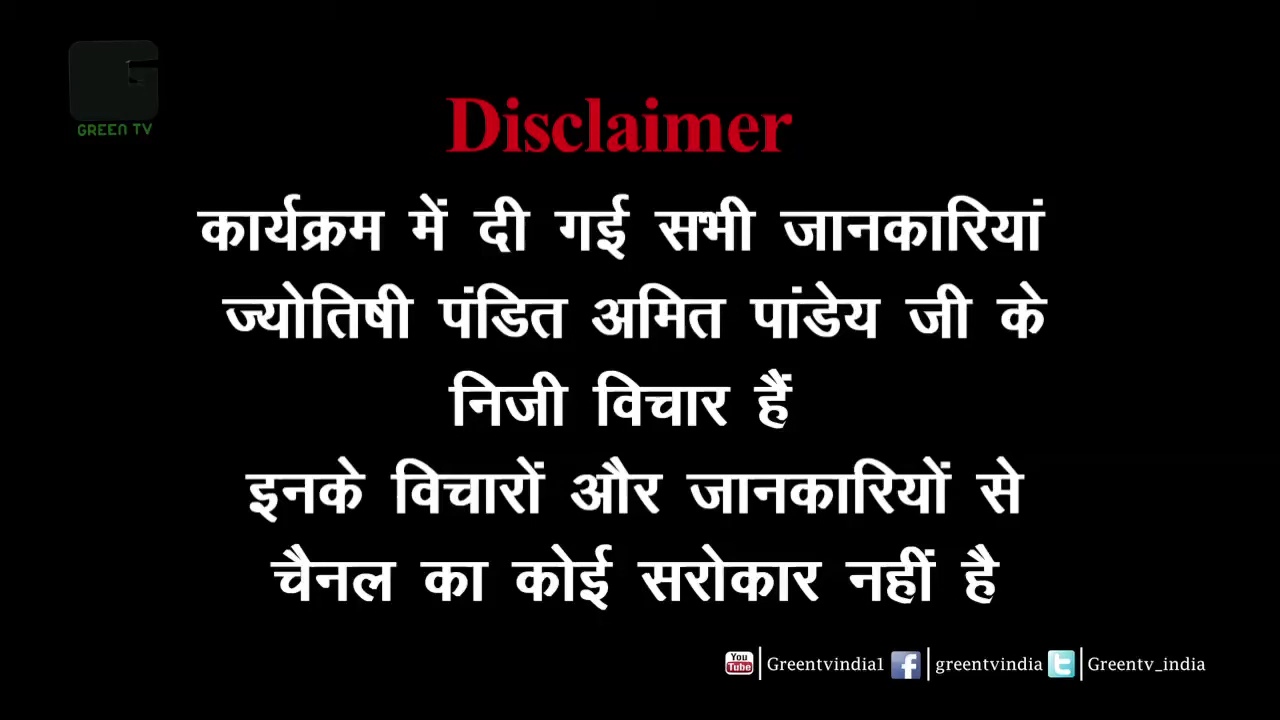 GREEN TV
Disclaimer
कार्यक्रम में दी गई सभी जानकारियां
ज्योतिषी पंडित अमित पांडेय जी के
निजी विचार हैं
इनके विचारों और जानकारियों से
चैनल का कोई सरोकार नहीं है
You Tube Greentvindia1 f greentvindia t Greentv_india